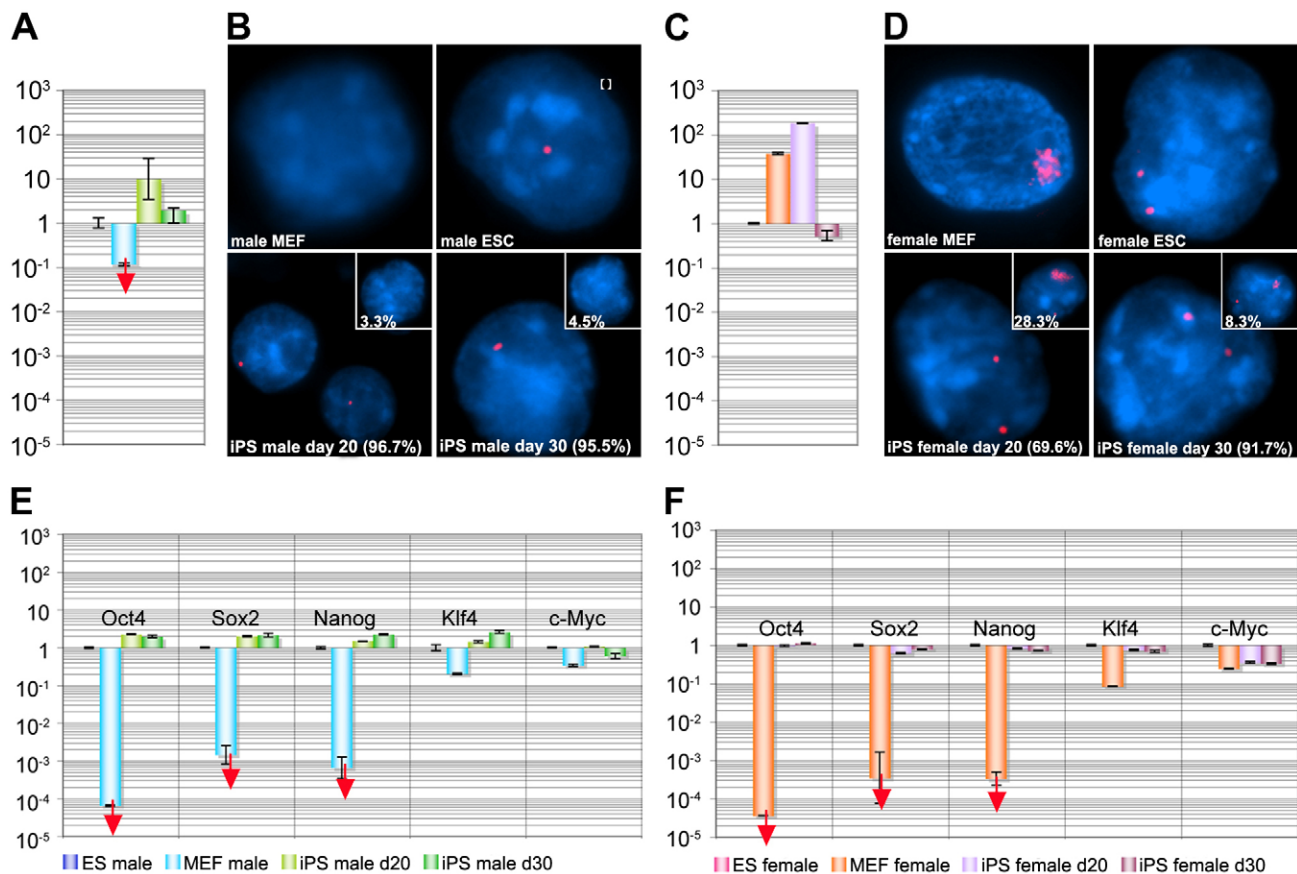 A
B
C
D
10³
10²
10
1
10⁻¹
10⁻²
10⁻³
10⁻⁴
10⁻⁵
male MEF
male ESC
3.3%
4.5%
iPS male day 20 (96.7%)
iPS male day 30 (95.5%)
10³
10²
10
1
10⁻¹
10⁻²
10⁻³
10⁻⁴
10⁻⁵
female MEF
female ESC
28.3%
8.3%
iPS female day 20 (69.6%)
iPS female day 30 (91.7%)
E
10³
10²
10
1
10⁻¹
10⁻²
10⁻³
10⁻⁴
10⁻⁵
Oct4 Sox2 Nanog Klf4 c-Myc
ES male MEF male iPS male d20 iPS male d30
F
10³
10²
10
1
10⁻¹
10⁻²
10⁻³
10⁻⁴
10⁻⁵
Oct4 Sox2 Nanog Klf4 c-Myc
ES female MEF female iPS female d20 iPS female d30